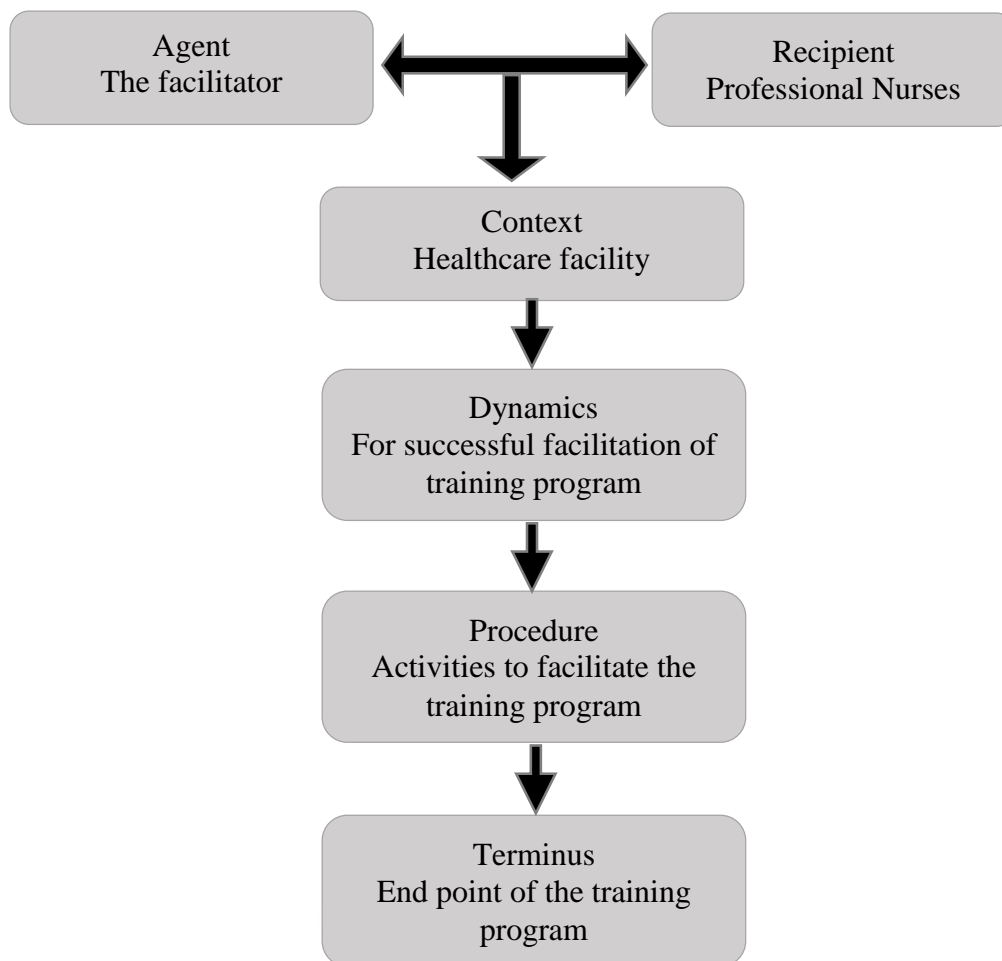 Agent
The facilitator
Recipient
Professional Nurses
Context
Healthcare facility
Dynamics
For successful facilitation of
training program
Procedure
Activities to facilitate the
training program
Terminus
End point of the training
program